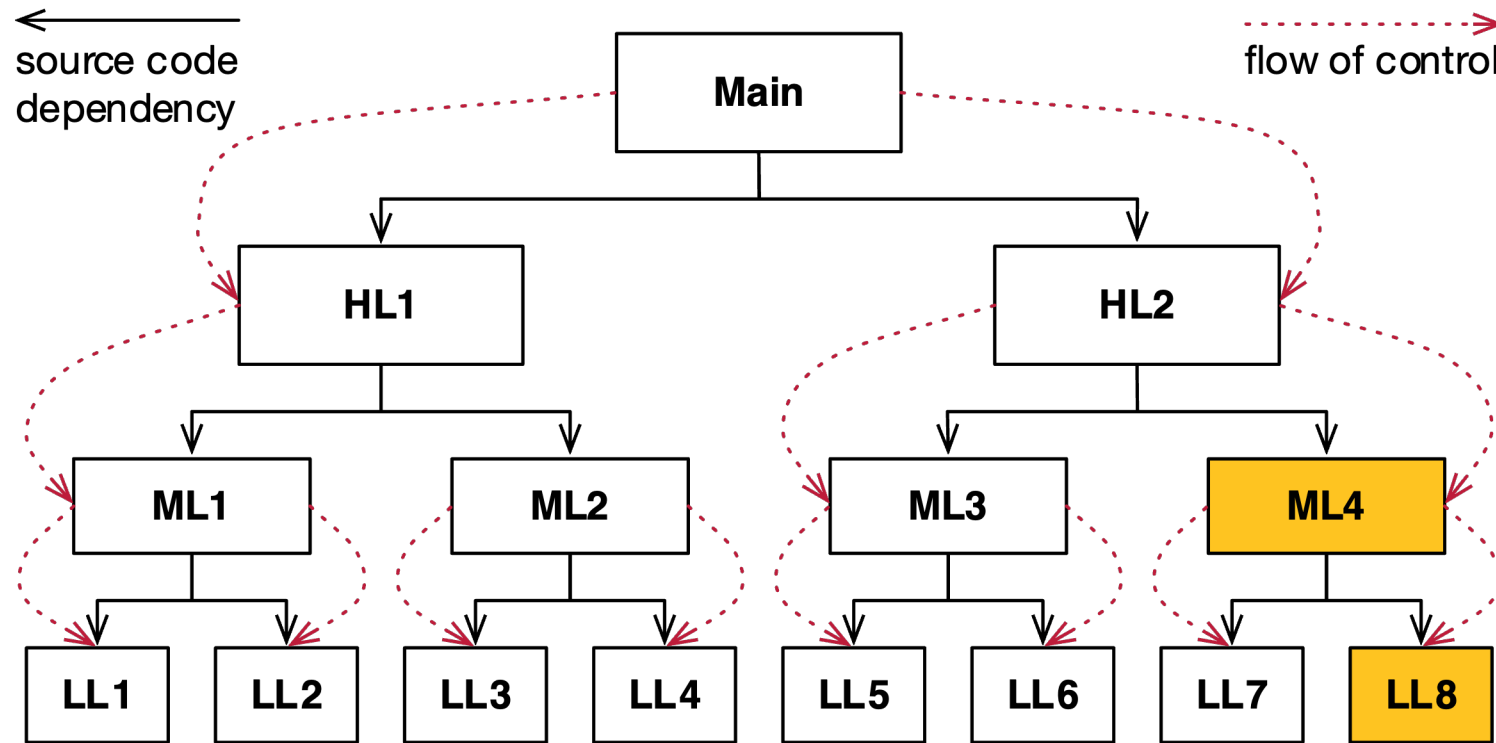 source code
dependency
Main
flow of control
HL1
HL2
ML1
ML2
ML3
ML4
LL1
LL2
LL3
LL4
LL5
LL6
LL7
LL8